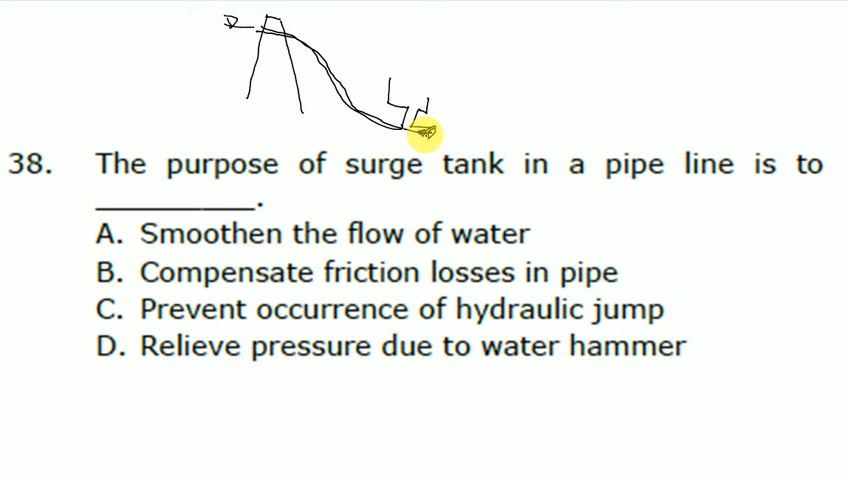 38. The purpose of surge tank in a pipe line is to
__________.
A. Smoothen the flow of water
B. Compensate friction losses in pipe
C. Prevent occurrence of hydraulic jump
D. Relieve pressure due to water hammer